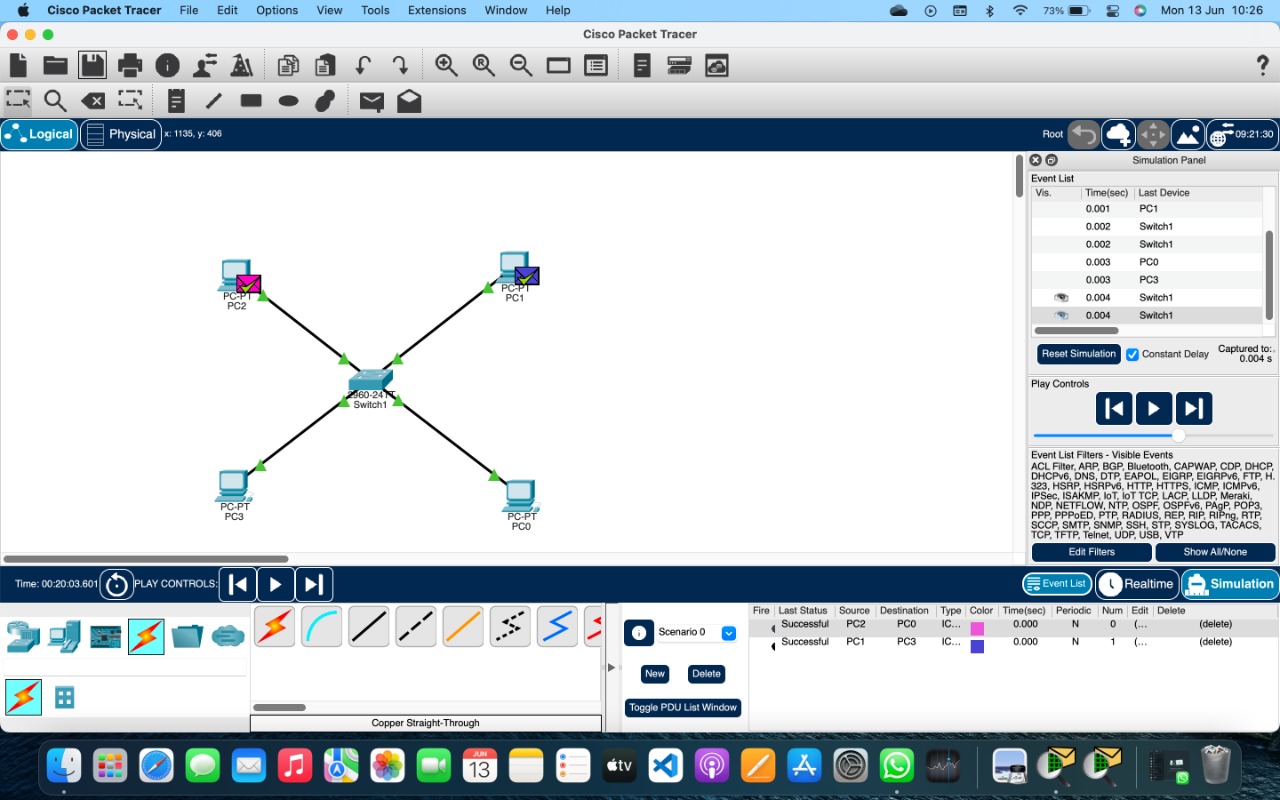 Cisco Packet Tracer File Edit Options View Tools Extensions Window Help 73% Mon 13 Jun 10:26
Cisco Packet Tracer
?
Logical Physical x: 1135, y: 406 Root 09:21:30
Simulation Panel
Event List
Vis. Time(sec) Last Device
0.001 PC1
0.002 Switch1
0.002 Switch1
0.003 PC0
0.003 PC3
0.004 Switch1
0.004 Switch1
Reset Simulation Constant Delay Captured to:
0.004 s
Play Controls
Event List Filters - Visible Events
ACL Filter, ARP, BGP, Bluetooth, CAPWAP, CDP, DHCP,
DHCPv6, DNS, DTP, EAPOL, EIGRP, EIGRPv6, FTP, H.
323, HSRP, HSRPv6, HTTP, HTTPS, ICMP, ICMPv6,
IPSec, ISAKMP, IoT, IoT TCP, LACP, LLDP, Meraki,
NDP, NETFLOW, NTP, OSPF, OSPFv6, PAgP, POP3,
PPP, PPPoED, PTP, RADIUS, REP, RIP, RIPng, RTP,
SCCP, SMTP, SNMP, SSH, STP, SYSLOG, TACACS,
TCP, TFTP, Telnet, UDP, USB, VTP
Edit Filters Show All/None
PC-PT
PC2
PC-PT
PC1
2960-24TT
Switch1
PC-PT
PC3
PC-PT
PC0
Time: 00:20:03.601 PLAY CONTROLS: Event List Realtime Simulation
Scenario 0
New Delete
Toggle PDU List Window
Fire Last Status Source Destination Type Color Time(sec) Periodic Num Edit Delete
Successful PC2 PC0 IC... 0.000 N 0 (... (delete)
Successful PC1 PC3 IC... 0.000 N 1 (... (delete)
Copper Straight-Through
JUN
13
tv